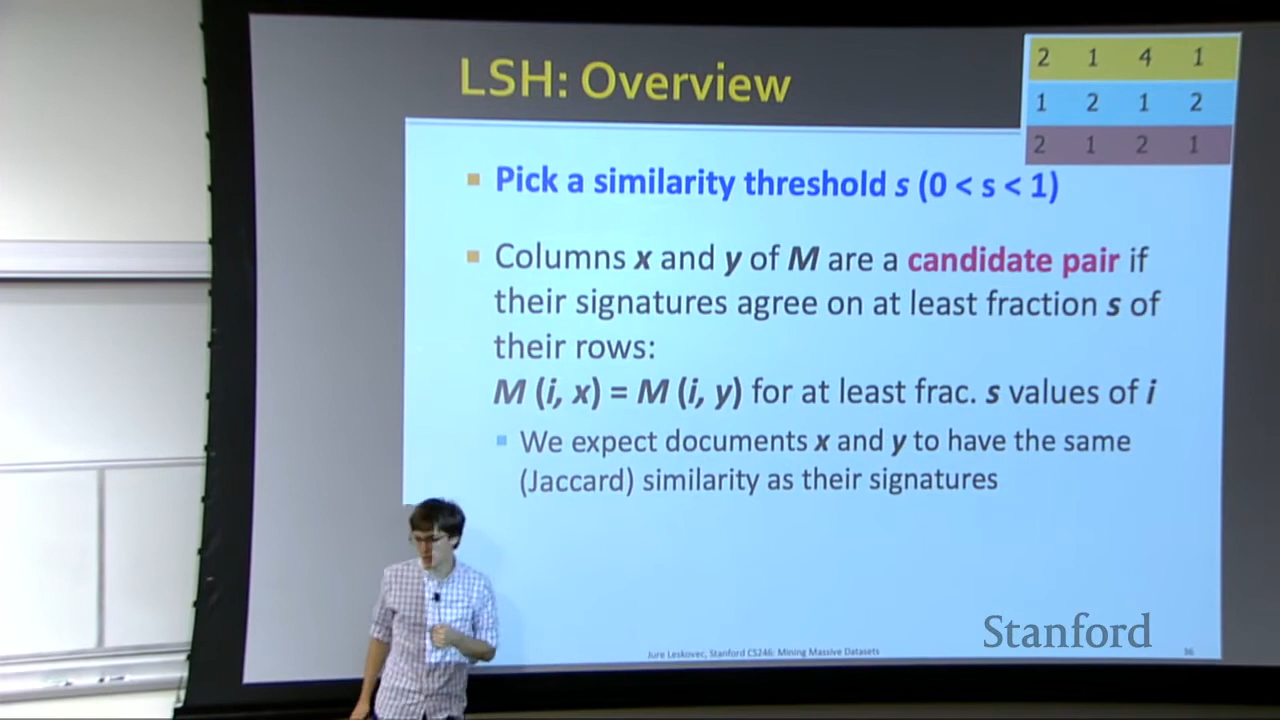 LSH: Overview
2 1 4 1
1 2 1 2
2 1 2 1
Pick a similarity threshold s (0 < s < 1)
Columns x and y of M are a candidate pair if
their signatures agree on at least fraction s of
their rows:
M (i, x) = M (i, y) for at least frac. s values of i
We expect documents x and y to have the same
(Jaccard) similarity as their signatures
Stanford
Jure Leskovec, Stanford CS246: Mining Massive Datasets
36